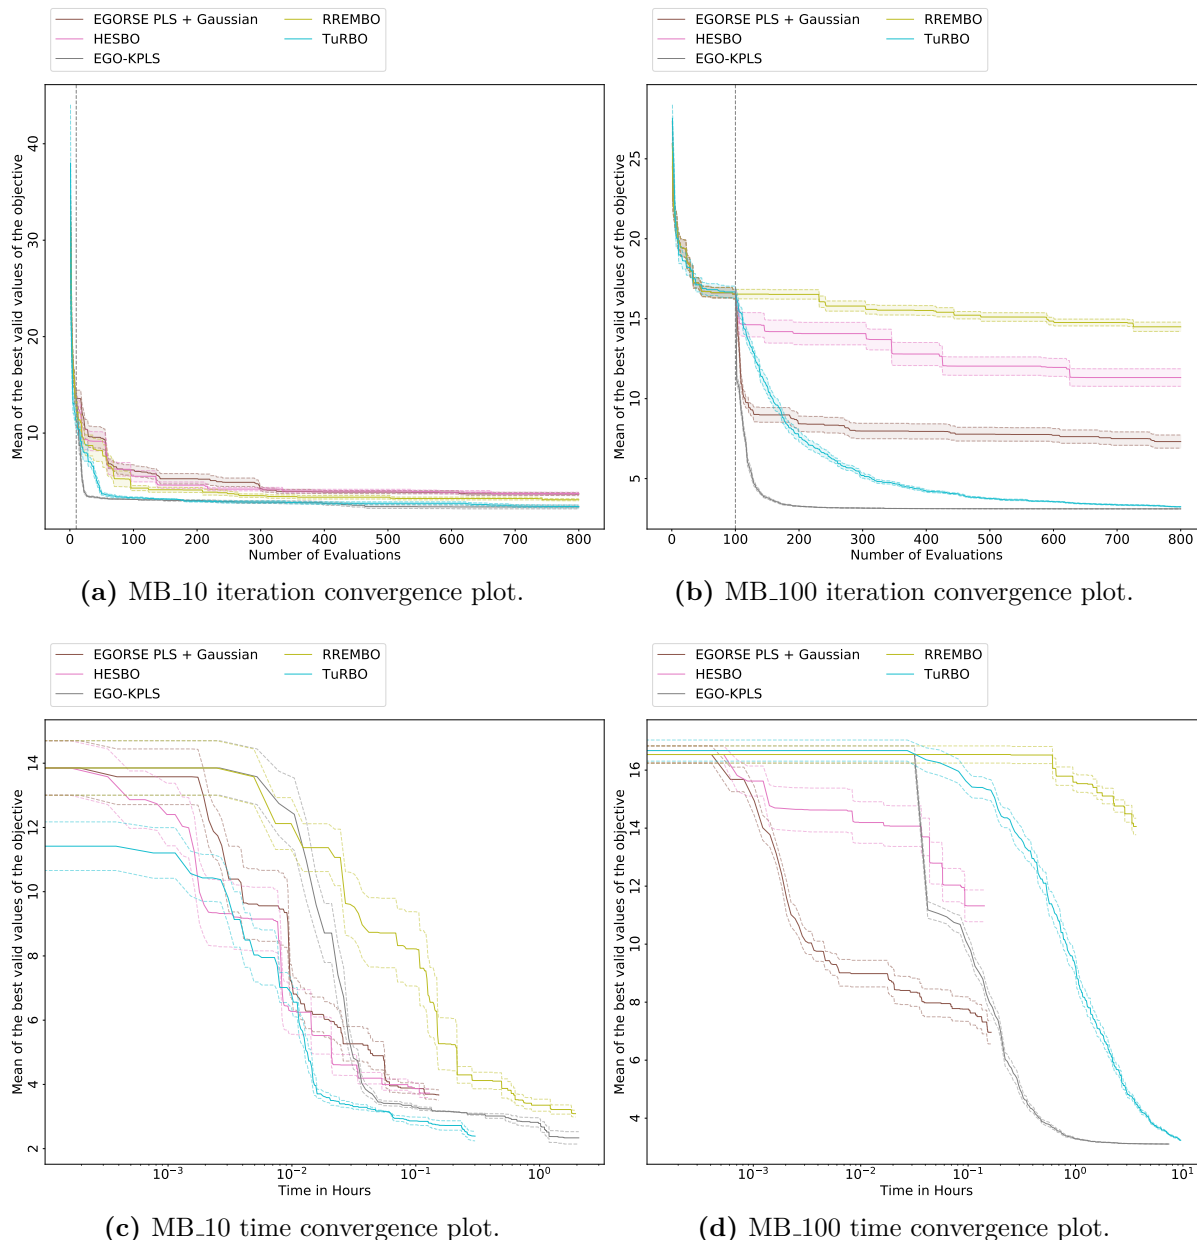 EGORSE PLS + Gaussian
HESBO
EGO-KPLS
RREMBO
TuRBO
Mean of the best valid values of the objective
40
30
20
10
0 100 200 300 400 500 600 700 800
Number of Evaluations
(a) MB_10 iteration convergence plot.
EGORSE PLS + Gaussian
HESBO
EGO-KPLS
RREMBO
TuRBO
Mean of the best valid values of the objective
25
20
15
10
5
0 100 200 300 400 500 600 700 800
Number of Evaluations
(b) MB_100 iteration convergence plot.
EGORSE PLS + Gaussian
HESBO
EGO-KPLS
RREMBO
TuRBO
Mean of the best valid values of the objective
14
12
10
8
6
4
2
10⁻³ 10⁻² 10⁻¹ 10⁰
Time in Hours
(c) MB_10 time convergence plot.
EGORSE PLS + Gaussian
HESBO
EGO-KPLS
RREMBO
TuRBO
Mean of the best valid values of the objective
16
14
12
10
8
6
4
10⁻³ 10⁻² 10⁻¹ 10⁰ 10¹
Time in Hours
(d) MB_100 time convergence plot.